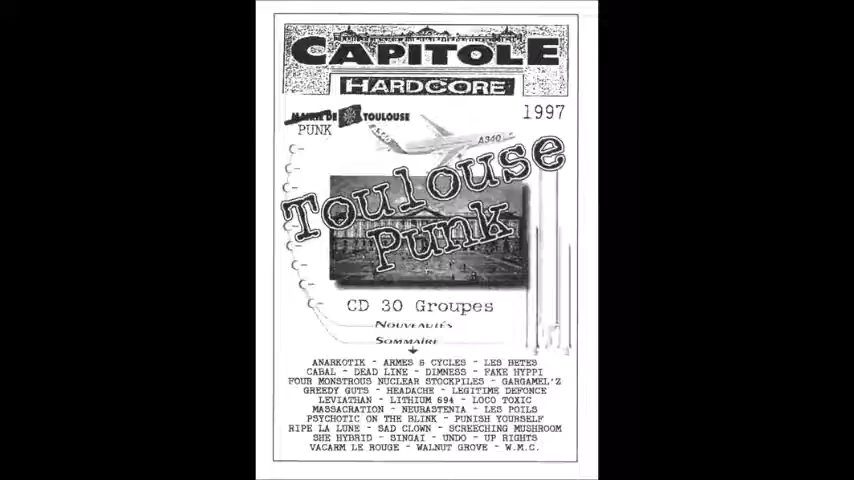 CAPITOLE
HARDCORE
MAIRIE DE TOULOUSE
PUNK
1997
A340
Toulouse
Punk
CD 30 Groupes
NOUVEAUTÉS
SOMMAIRE
ANARKOTIK - ARMES & CYCLES - LES BETES
CABAL - DEAD LINE - DIMNESS - FAKE HYPPI
FOUR MONSTROUS NUCLEAR STOCKPILES - GARGAMEL'Z
GREEDY GUTS - HEADACHE - LEGITIME DEFONCE
LEVIATHAN - LITHIUM 694 - LOCO TOXIC
MASSACRATION - NEURASTENIA - LES POILS
PSYCHOTIC ON THE BLINK - PUNISH YOURSELF
RIPE LA LUNE - SAD CLOWN - SCREECHING MUSHROOM
SHE HYBRID - SINGAI - UNDO - UP RIGHTS
VACARM LE ROUGE - WALNUT GROVE - W.M.C.